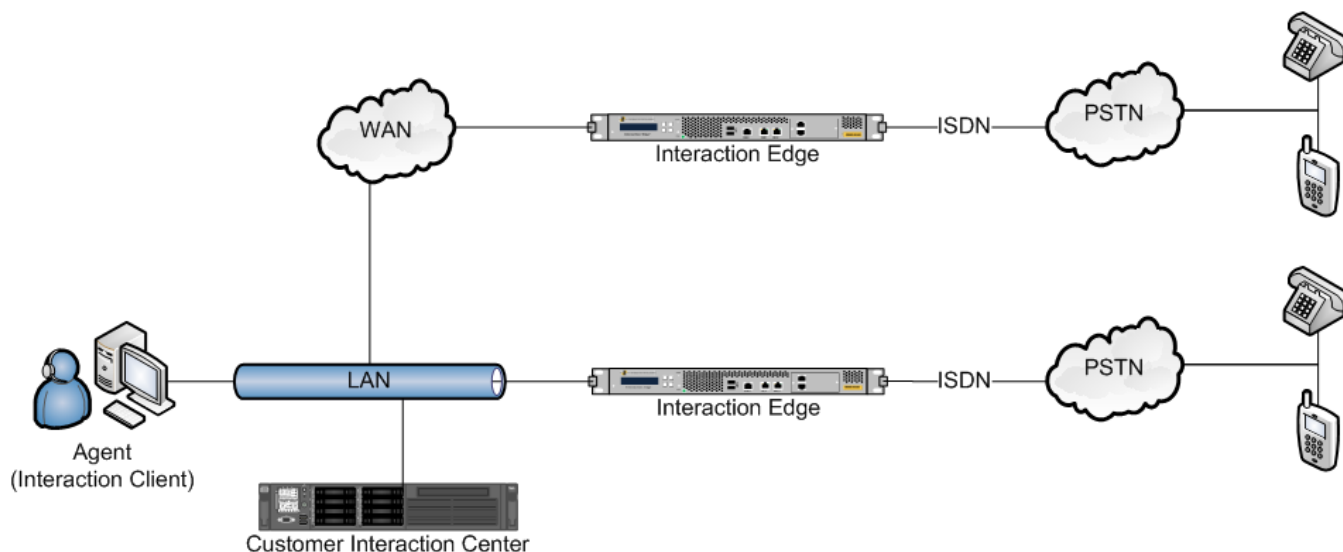 WAN
Interaction Edge
ISDN
PSTN
LAN
Interaction Edge
ISDN
PSTN
Agent
(Interaction Client)
Customer Interaction Center